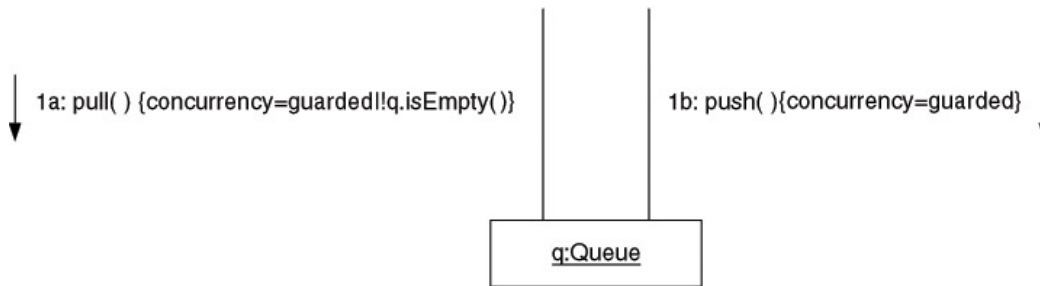 1a: pull( ) {concurrency=guarded|!q.isEmpty()}
1b: push( ){concurrency=guarded}
q:Queue